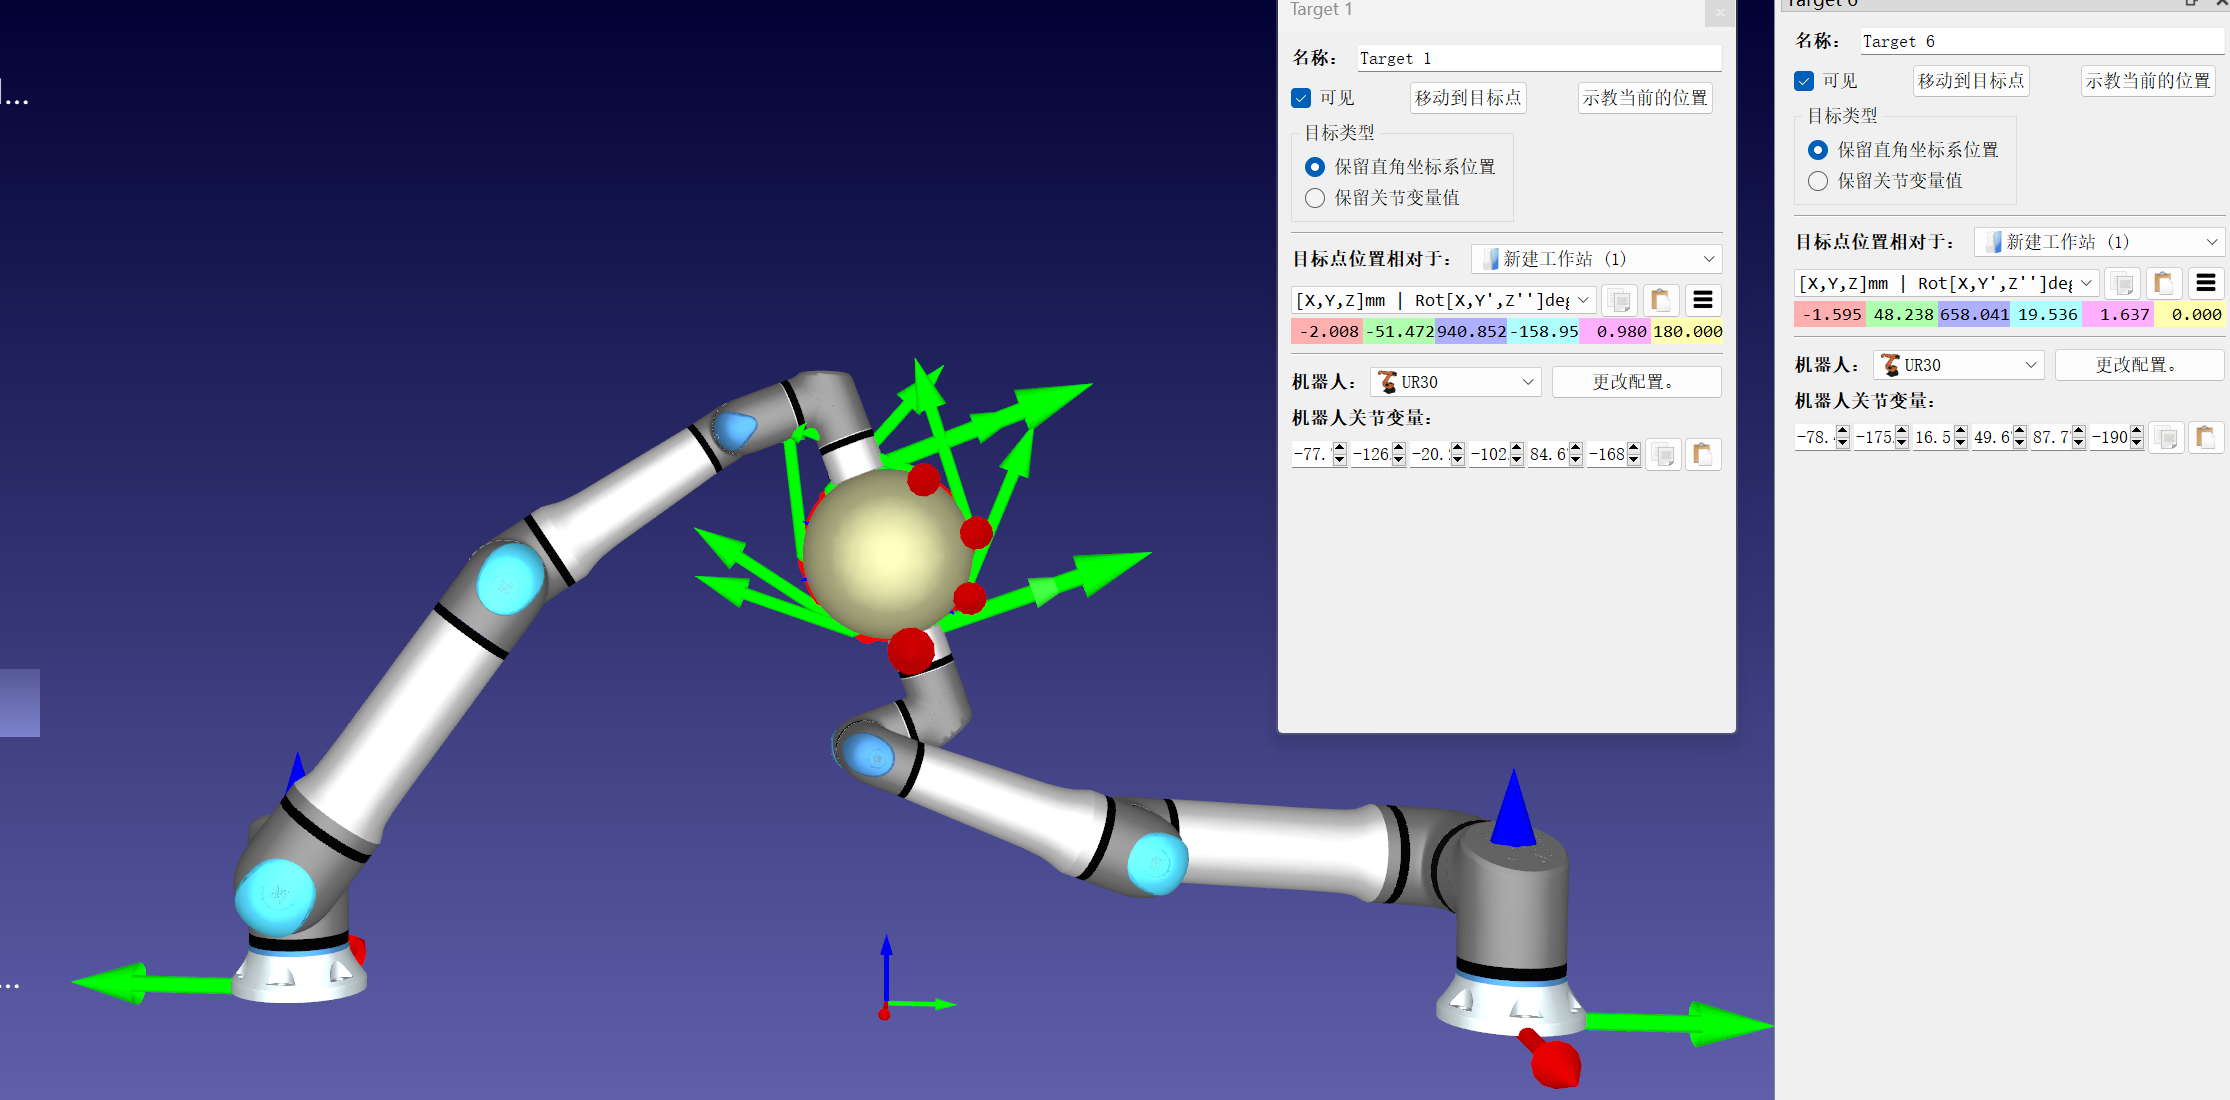 ...
...
Target 1
名称： Target 1
可见 移动到目标点 示教当前的位置
目标类型
保留直角坐标系位置
保留关节变量值
目标点位置相对于： 新建工作站 (1)
[X,Y,Z]mm | Rot[X,Y',Z'']deg
-2.008 -51.472 940.852 -158.95 0.980 180.000
机器人： UR30 更改配置。
机器人关节变量：
-77. -126. -20. -102. 84.6 -168
Target 6
名称： Target 6
可见 移动到目标点 示教当前的位置
目标类型
保留直角坐标系位置
保留关节变量值
目标点位置相对于： 新建工作站 (1)
[X,Y,Z]mm | Rot[X,Y',Z'']deg
-1.595 48.238 658.041 19.536 1.637 0.000
机器人： UR30 更改配置。
机器人关节变量：
-78. -175. 16.5 49.6 87.7 -190